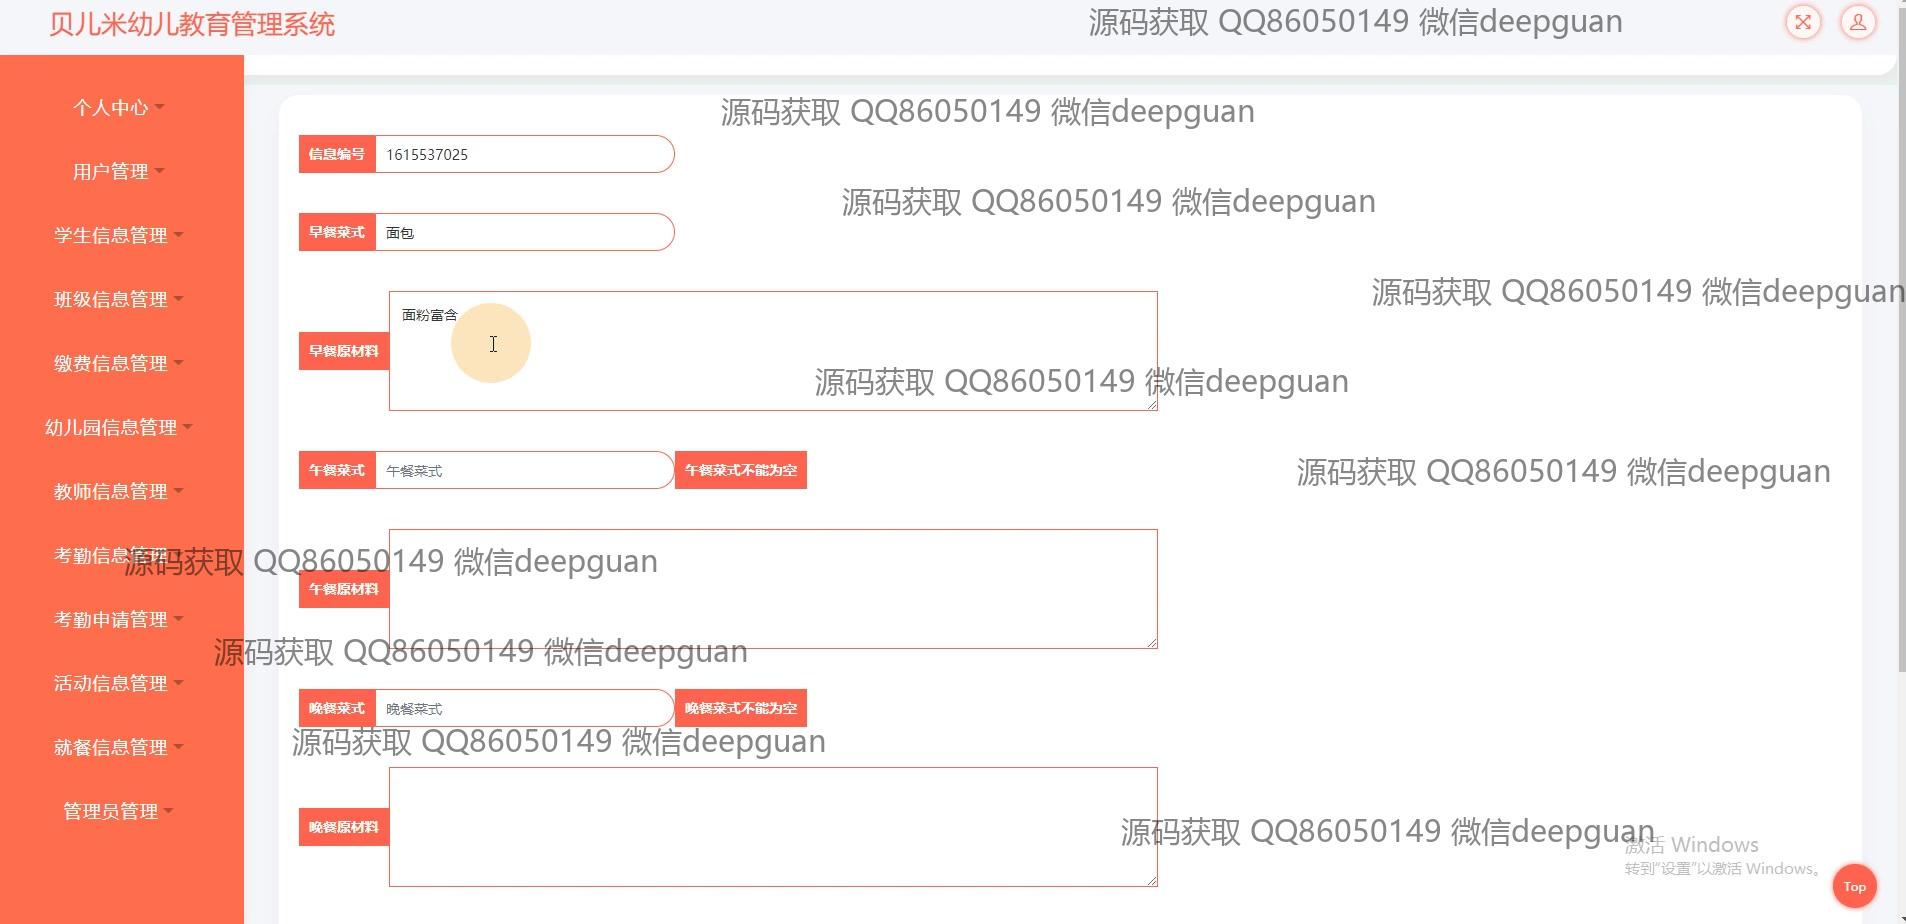 贝儿米幼儿教育管理系统
源码获取 QQ86050149 微信deepguan
个人中心
用户管理
学生信息管理
班级信息管理
缴费信息管理
幼儿园信息管理
教师信息管理
考勤信息管理
考勤申请管理
活动信息管理
就餐信息管理
管理员管理
源码获取 QQ86050149 微信deepguan
信息编号 1615537025
源码获取 QQ86050149 微信deepguan
早餐菜式 面包
源码获取 QQ86050149 微信deepguan
早餐原材料 面粉富含
源码获取 QQ86050149 微信deepguan
午餐菜式 午餐菜式 午餐菜式不能为空
源码获取 QQ86050149 微信deepguan
源码获取 QQ86050149 微信deepguan
午餐原材料
源码获取 QQ86050149 微信deepguan
晚餐菜式 晚餐菜式 晚餐菜式不能为空
源码获取 QQ86050149 微信deepguan
晚餐原材料
源码获取 QQ86050149 微信deepguan
激活 Windows
转到"设置"以激活 Windows。
Top